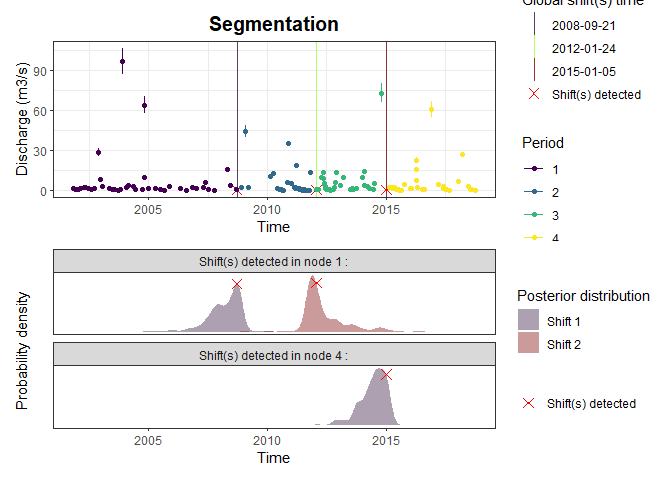 Segmentation
Discharge (m3/s)
90
60
30
0
2005
2010
2015
Time
Global shift(s) time
2008-09-21
2012-01-24
2015-01-05
Shift(s) detected
Period
1
2
3
4
Probability density
Shift(s) detected in node 1 :
Shift(s) detected in node 4 :
2005
2010
2015
Time
Posterior distribution
Shift 1
Shift 2
Shift(s) detected